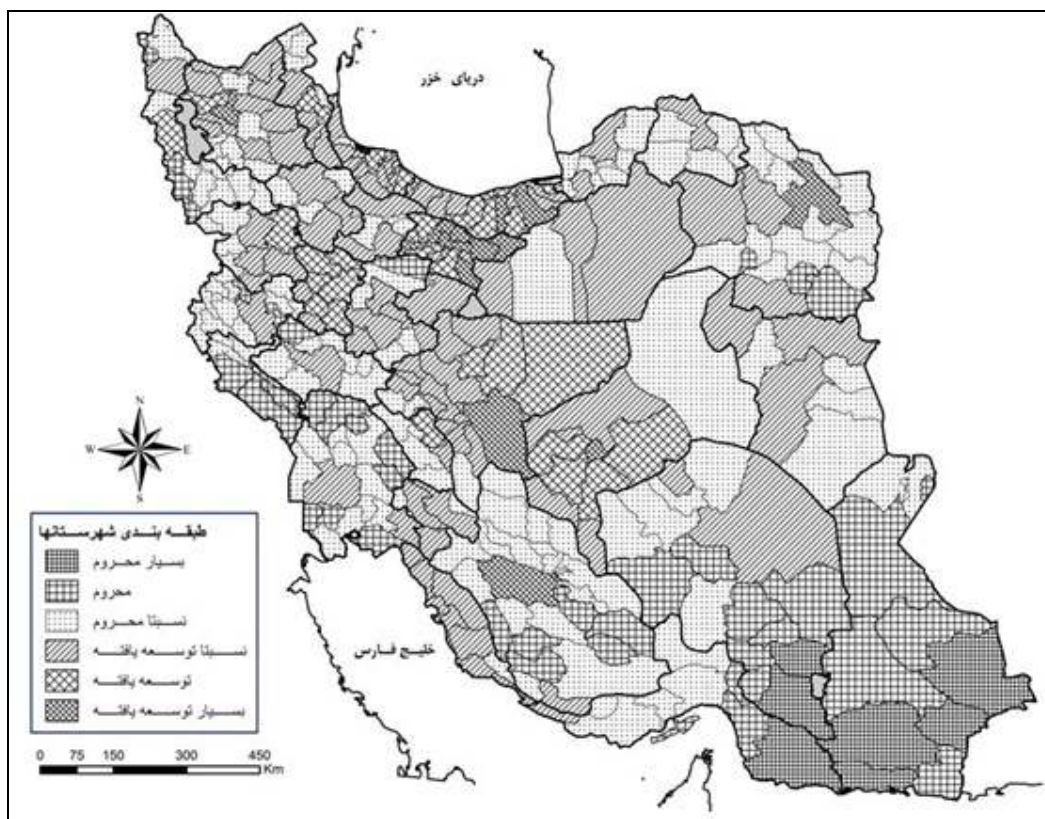 دریای خزر
N
W E
S
طبقه بندی شهرستانها
بسیار محروم
محروم
نسبتا محروم
نسبتا توسعه یافته
توسعه یافته
بسیار توسعه یافته
خلیج فارس
0 75 150 300 450
Km